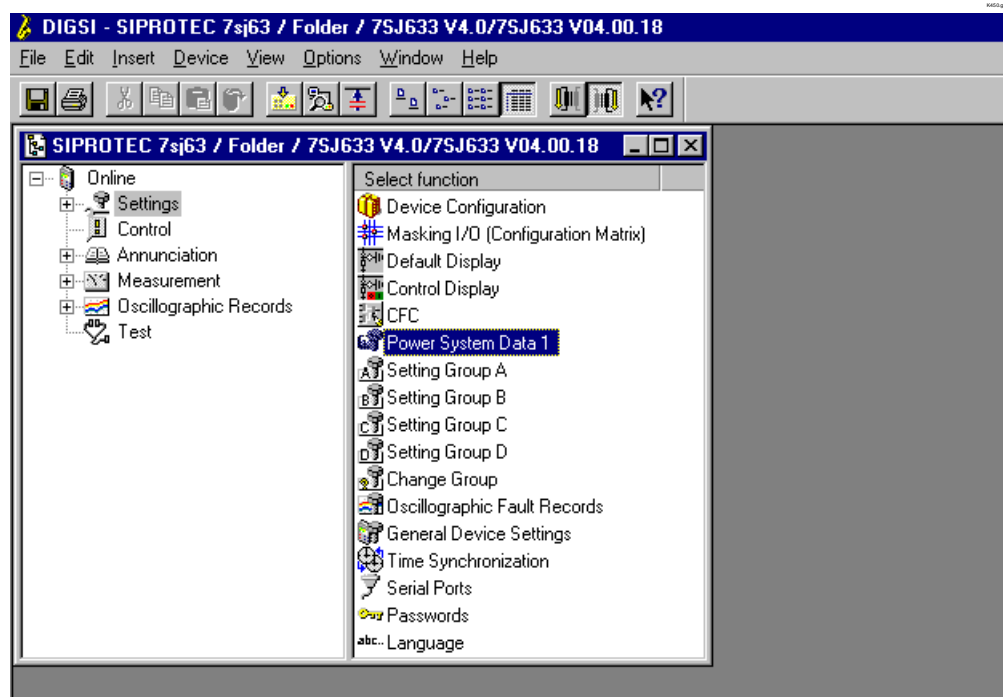 DIGSI - SIPROTEC 7sj63 / Folder / 7SJ633 V4.0/7SJ633 V04.00.18
File Edit Insert Device View Options Window Help
SIPROTEC 7sj63 / Folder / 7SJ633 V4.0/7SJ633 V04.00.18
Online
Settings
Control
Annunciation
Measurement
Oscillographic Records
Test
Select function
Device Configuration
Masking I/O (Configuration Matrix)
Default Display
Control Display
CFC
Power System Data 1
A Setting Group A
B Setting Group B
C Setting Group C
D Setting Group D
Change Group
Oscillographic Fault Records
General Device Settings
Time Synchronization
Serial Ports
Passwords
abc.. Language